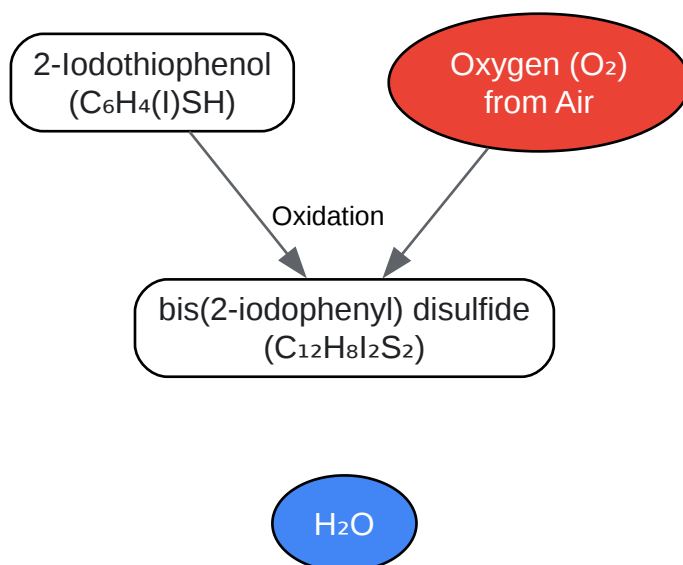 2-Iodothiophenol
(C₆H₄(I)SH)
Oxygen (O₂)
from Air
Oxidation
bis(2-iodophenyl) disulfide
(C₁₂H₈I₂S₂)
H₂O